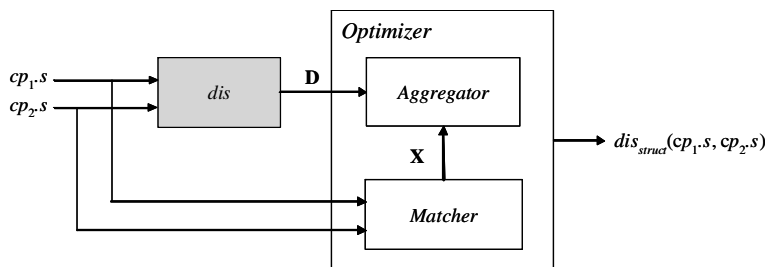 Optimizer
cp₁.s
cp₂.s
dis
D
Aggregator
X
Matcher
dis_struct(cp₁.s, cp₂.s)